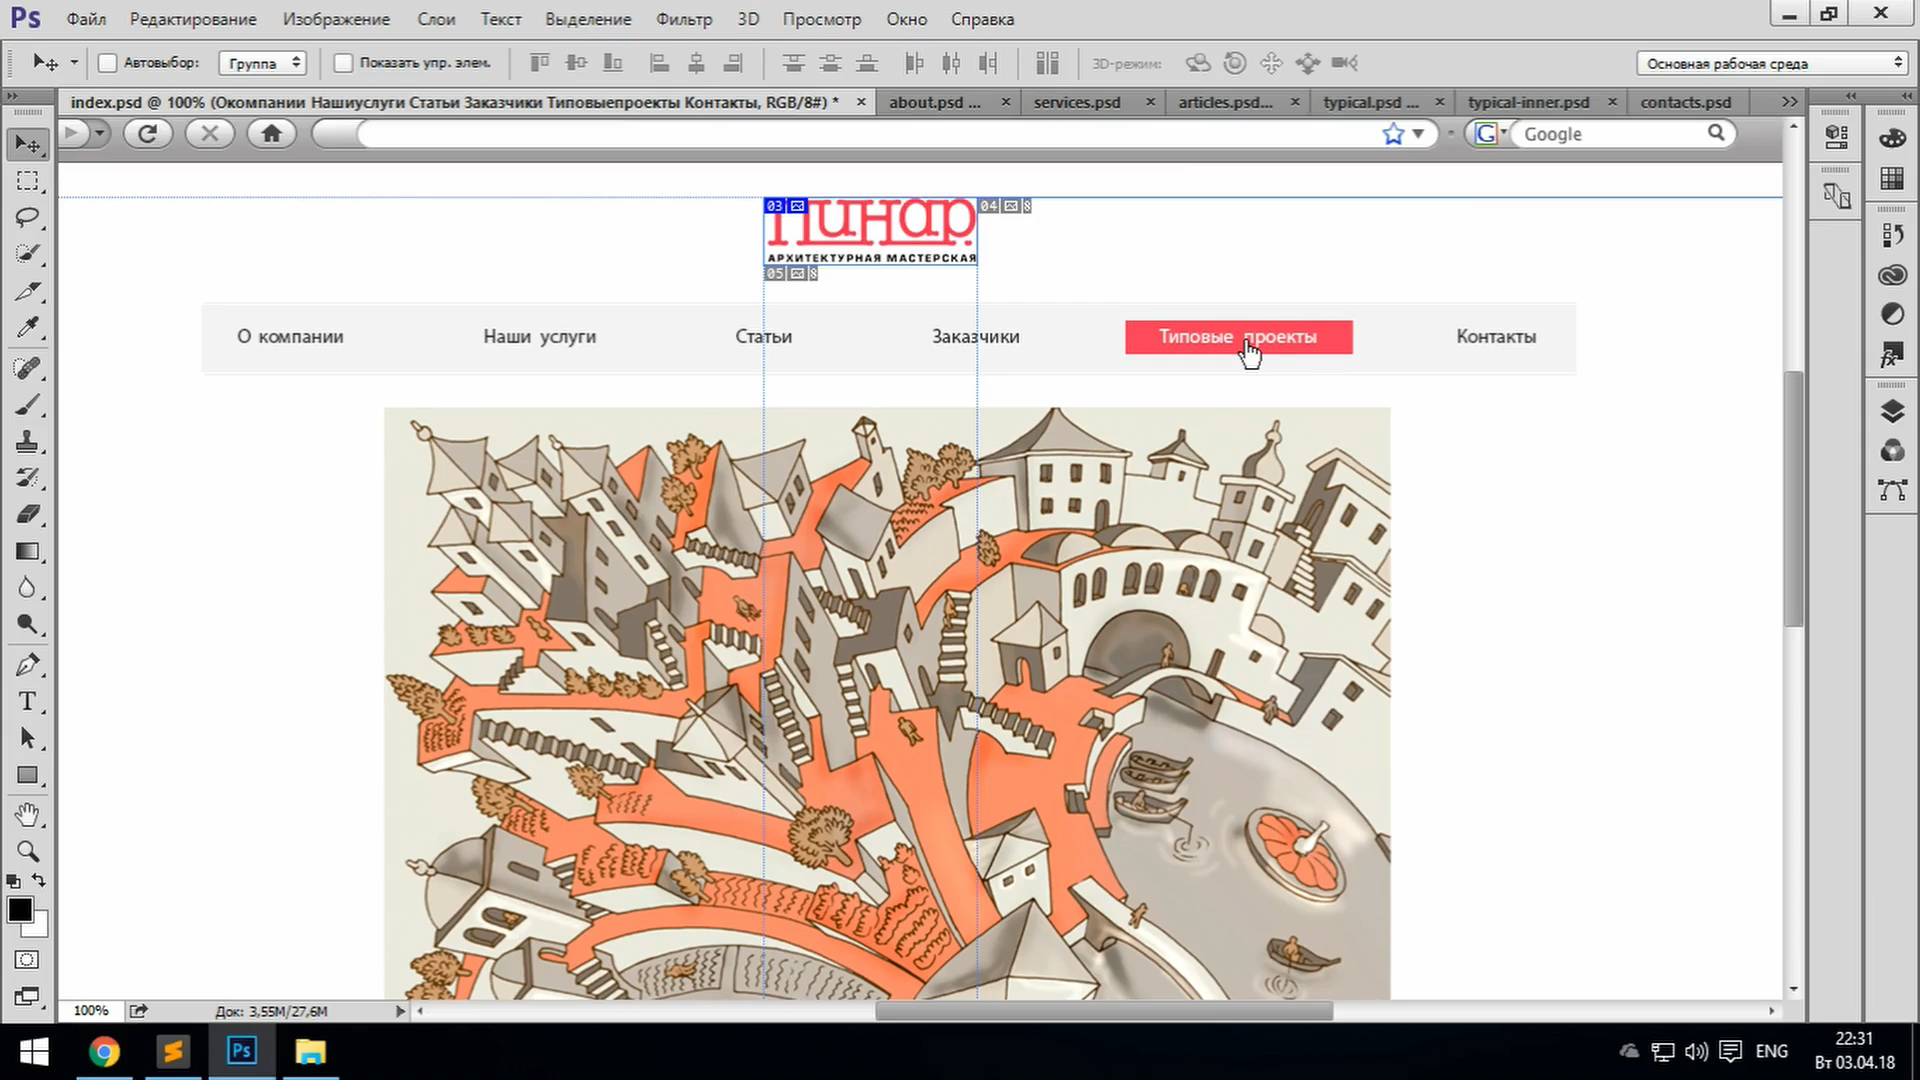 Ps Файл Редактирование Изображение Слои Текст Выделение Фильтр 3D Просмотр Окно Справка
Автовыбор: Группа Показать упр. элем. 3D-режим: Основная рабочая среда
index.psd @ 100% (Окомпании Нашиуслуги Статьи Заказчики Типовыепроекты Контакты, RGB/8#) * about.psd ... services.psd articles.psd... typical.psd ... typical-inner.psd contacts.psd
G Google
03 04 8
Пинар
АРХИТЕКТУРНАЯ МАСТЕРСКАЯ
05 8
О компании Наши услуги Статьи Заказчики Типовые проекты Контакты
100% Док: 3,55M/27,6M
Ps ENG 22:31
Вт 03.04.18